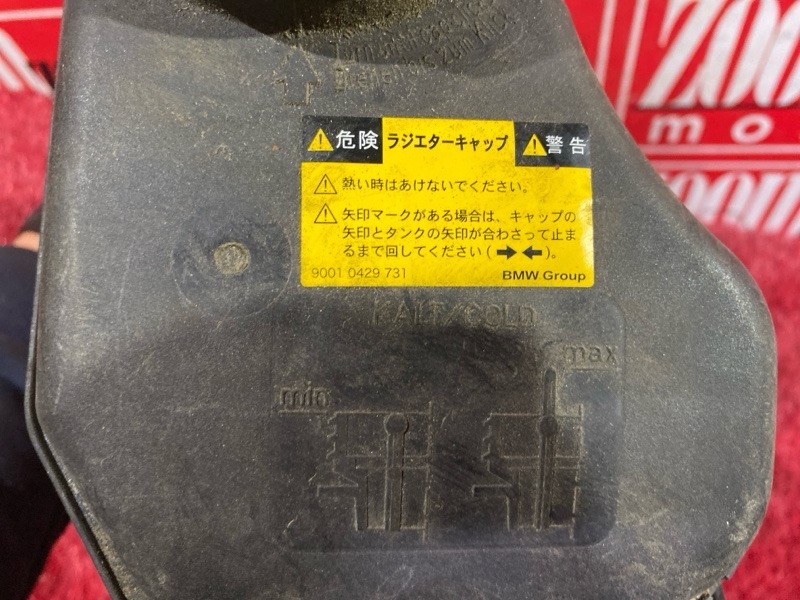 ZOO
mo
危険 ラジエターキャップ 警告
熱い時はあけないでください。
矢印マークがある場合は、キャップの
矢印とタンクの矢印が合わさって止ま
るまで回してください(➡⬅)。
9001 0429 731 BMW Group
KALT/COLD
max
min